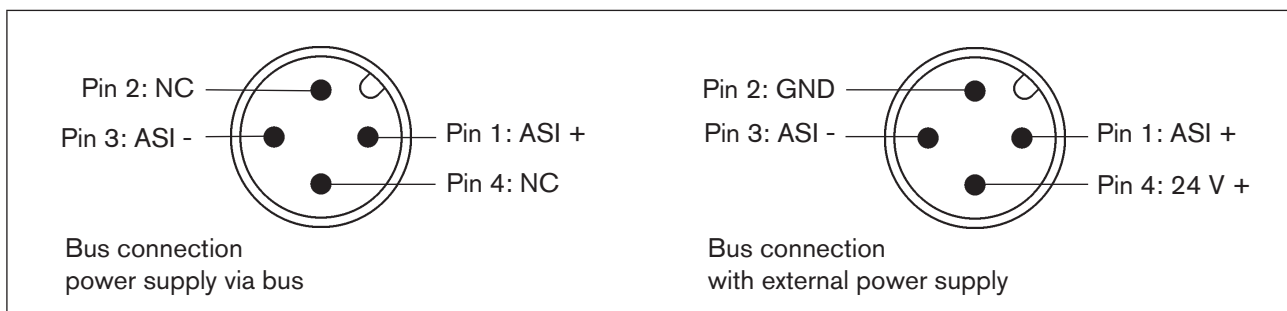 Pin 2: NC
Pin 3: ASI -
Pin 1: ASI +
Pin 4: NC
Bus connection
power supply via bus
Pin 2: GND
Pin 3: ASI -
Pin 1: ASI +
Pin 4: 24 V +
Bus connection
with external power supply